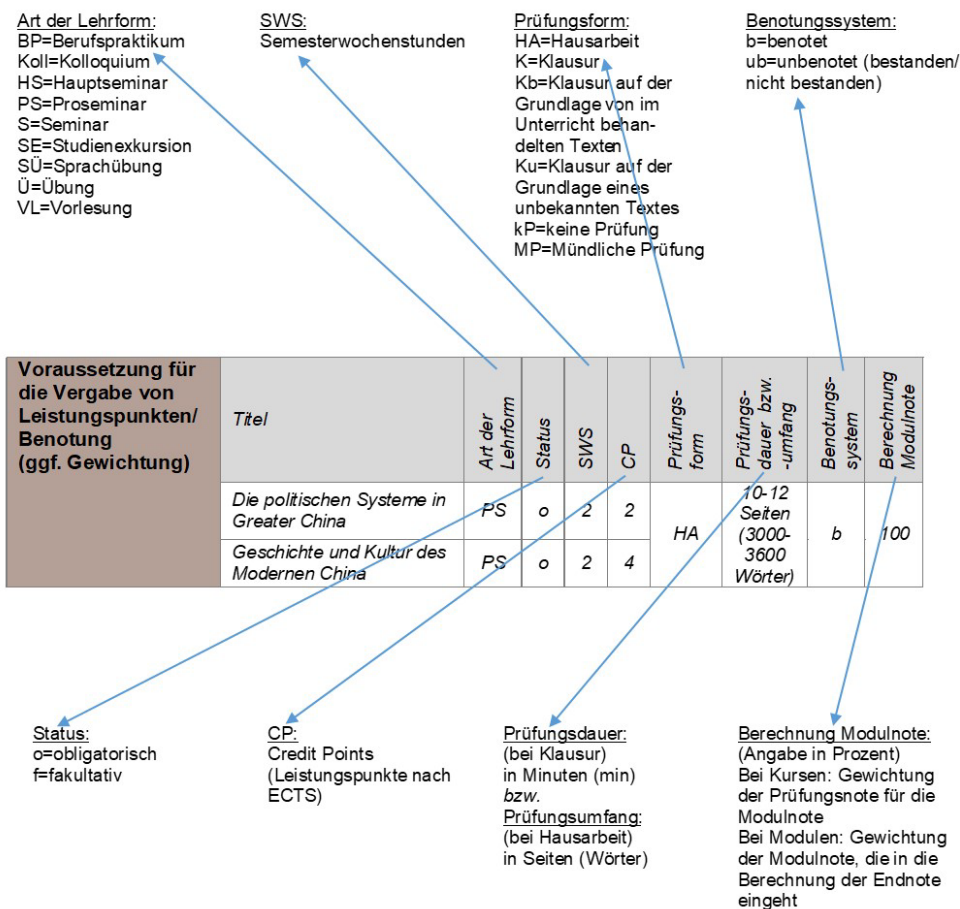 Art der Lehrform:
BP=Berufspraktikum
Koll=Kolloquium
HS=Hauptseminar
PS=Proseminar
S=Seminar
SE=Studienexkursion
SÜ=Sprachübung
Ü=Übung
VL=Vorlesung
SWS:
Semesterwochenstunden
Prüfungsform:
HA=Hausarbeit
K=Klausur
Kb=Klausur auf der
Grundlage von im
Unterricht behan-
delten Texten
Ku=Klausur auf der
Grundlage eines
unbekannten Textes
kP=keine Prüfung
MP=Mündliche Prüfung
Benotungssystem:
b=benotet
ub=unbenotet (bestanden/
nicht bestanden)
Voraussetzung für
die Vergabe von
Leistungspunkten/
Benotung
(ggf. Gewichtung)
Titel
Art der
Lehrform
Status
SWS
CP
Prüfungs-
form
Prüfungs-
dauer bzw.
-umfang
Benotungs-
system
Berechnung
Modulnote
Die politischen Systeme in
Greater China
PS
o
2
2
Geschichte und Kultur des
Modernen China
PS
o
2
4
HA
10-12
Seiten
(3000-
3600
Wörter)
b
100
Status:
o=obligatorisch
f=fakultativ
CP:
Credit Points
(Leistungspunkte nach
ECTS)
Prüfungsdauer:
(bei Klausur)
in Minuten (min)
bzw.
Prüfungsumfang:
(bei Hausarbeit)
in Seiten (Wörter)
Berechnung Modulnote:
(Angabe in Prozent)
Bei Kursen: Gewichtung
der Prüfungsnote für die
Modulnote
Bei Modulen: Gewichtung
der Modulnote, die in die
Berechnung der Endnote
eingeht